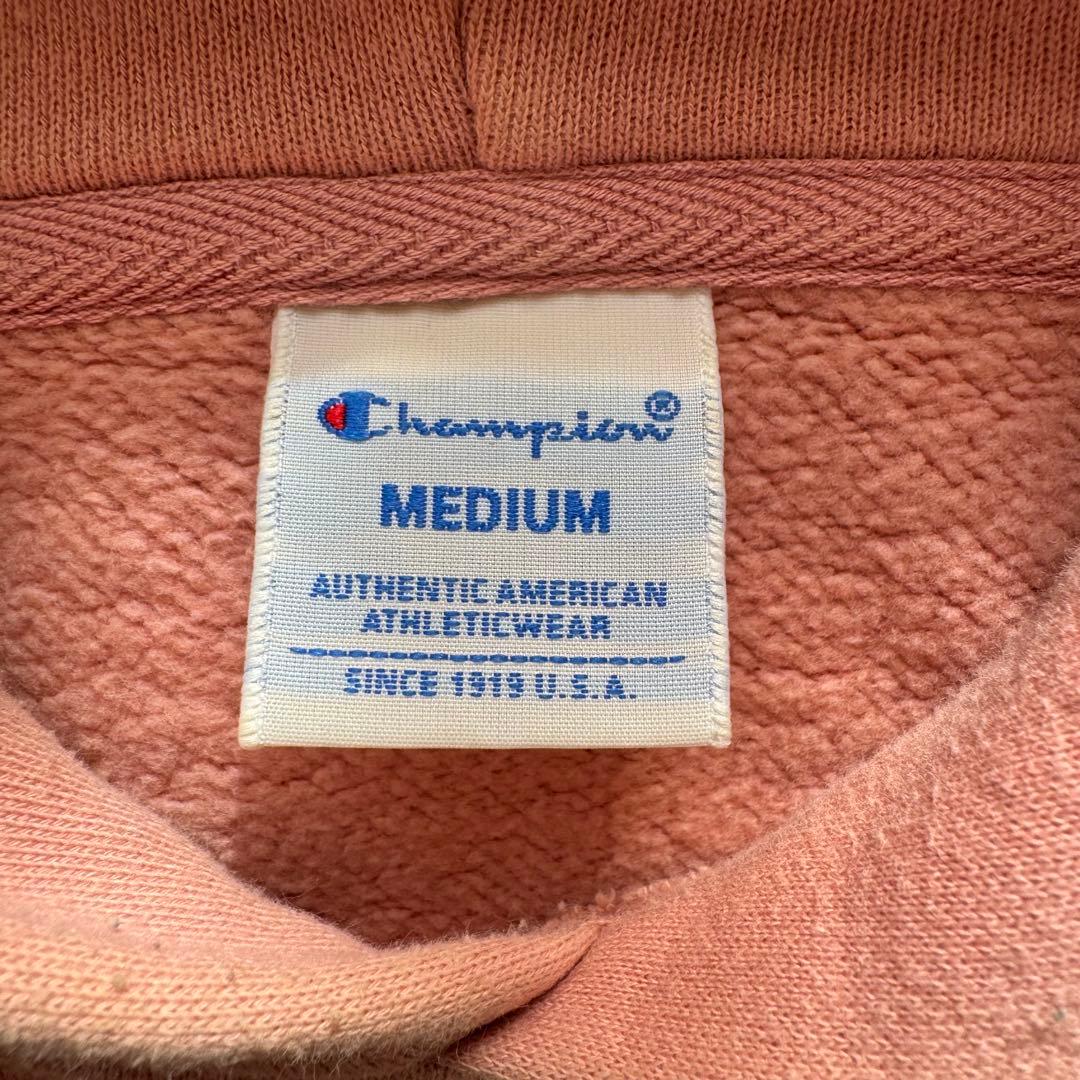 Champion®
MEDIUM
AUTHENTIC AMERICAN
ATHLETICWEAR
SINCE 1919 U.S.A.